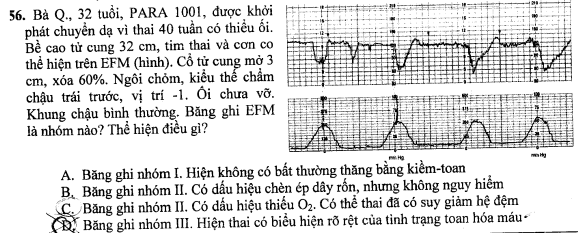 56. Bà Q., 32 tuổi, PARA 1001, được khởi
phát chuyển dạ vì thai 40 tuần có thiểu ối.
Bề cao tử cung 32 cm, tim thai và cơn co
thể hiện trên EFM (hình). Cổ tử cung mở 3
cm, xóa 60%. Ngôi chỏm, kiểu thế chẩm
chậu trái trước, vị trí -1. Ối chưa vỡ.
Khung chậu bình thường. Băng ghi EFM
là nhóm nào? Thể hiện điều gì?
mm Hg
mm Hg
A. Băng ghi nhóm I. Hiện không có bất thường thăng bằng kiềm-toan
B. Băng ghi nhóm II. Có dấu hiệu chèn ép dây rốn, nhưng không nguy hiểm
C. Băng ghi nhóm II. Có dấu hiệu thiếu O2. Có thể thai đã có suy giảm hệ đệm
D. Băng ghi nhóm III. Hiện thai có biểu hiện rõ rệt của tình trạng toan hóa máu